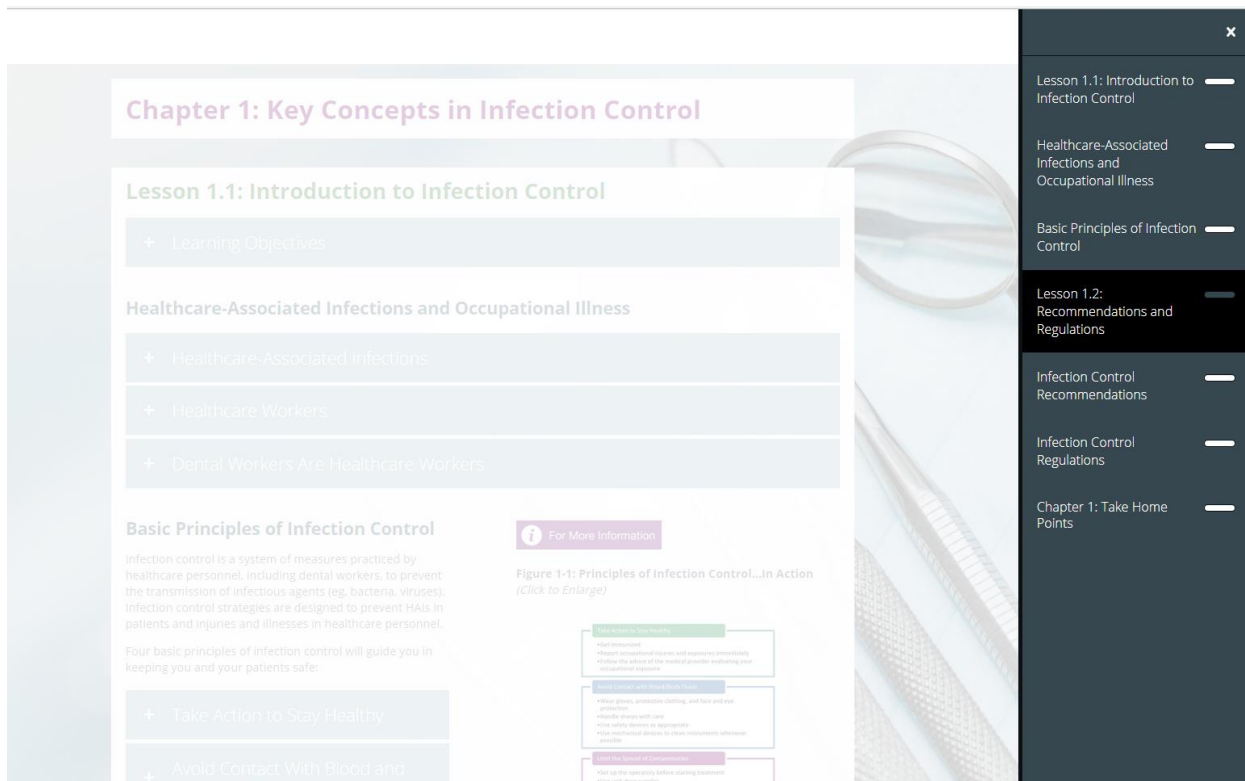 Chapter 1: Key Concepts in Infection Control
Lesson 1.1: Introduction to Infection Control
+ Learning Objectives
Healthcare-Associated Infections and Occupational Illness
+ Healthcare-Associated Infections
+ Healthcare Workers
+ Dental Workers Are Healthcare Workers
Basic Principles of Infection Control
Infection control is a system of measures practiced by
healthcare personnel, including dental workers, to prevent
the transmission of infectious agents (eg, bacteria, viruses).
Infection control strategies are designed to prevent HAIs in
patients and injuries and illnesses in healthcare personnel.
Four basic principles of infection control will guide you in
keeping you and your patients safe:
+ Take Action to Stay Healthy
+ Avoid Contact With Blood and
i For More Information
Figure 1-1: Principles of Infection Control...In Action
(Click to Enlarge)
Take Action to Stay Healthy
•Get immunized
•Report occupational injuries and exposures immediately
•Follow the advice of the medical provider evaluating your
occupational exposure
Avoid Contact with Blood/Body Fluids
•Wear gloves, protective clothing, and face and eye
protection
•Handle sharps with care
•Use safety devices as appropriate
•Use mechanical devices to clean instruments whenever
possible
Limit the Spread of Contamination
•Set up the operatory before starting treatment
×
Lesson 1.1: Introduction to
Infection Control
Healthcare-Associated
Infections and
Occupational Illness
Basic Principles of Infection
Control
Lesson 1.2:
Recommendations and
Regulations
Infection Control
Recommendations
Infection Control
Regulations
Chapter 1: Take Home
Points